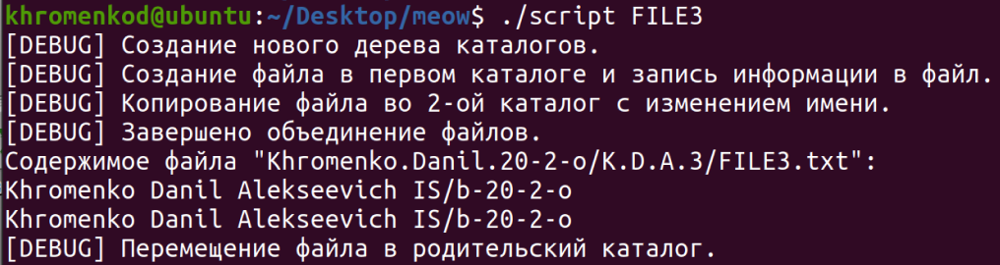 khromenkod@ubuntu:~/Desktop/meow$ ./script FILE3
[DEBUG] Создание нового дерева каталогов.
[DEBUG] Создание файла в первом каталоге и запись информации в файл.
[DEBUG] Копирование файла во 2-ой каталог с изменением имени.
[DEBUG] Завершено объединение файлов.
Содержимое файла "Khromenko.Danil.20-2-o/K.D.A.3/FILE3.txt":
Khromenko Danil Alekseevich IS/b-20-2-o
Khromenko Danil Alekseevich IS/b-20-2-o
[DEBUG] Перемещение файла в родительский каталог.